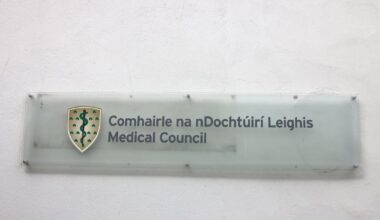 Comhairle na nDochtúirí Leighis
Medical Council